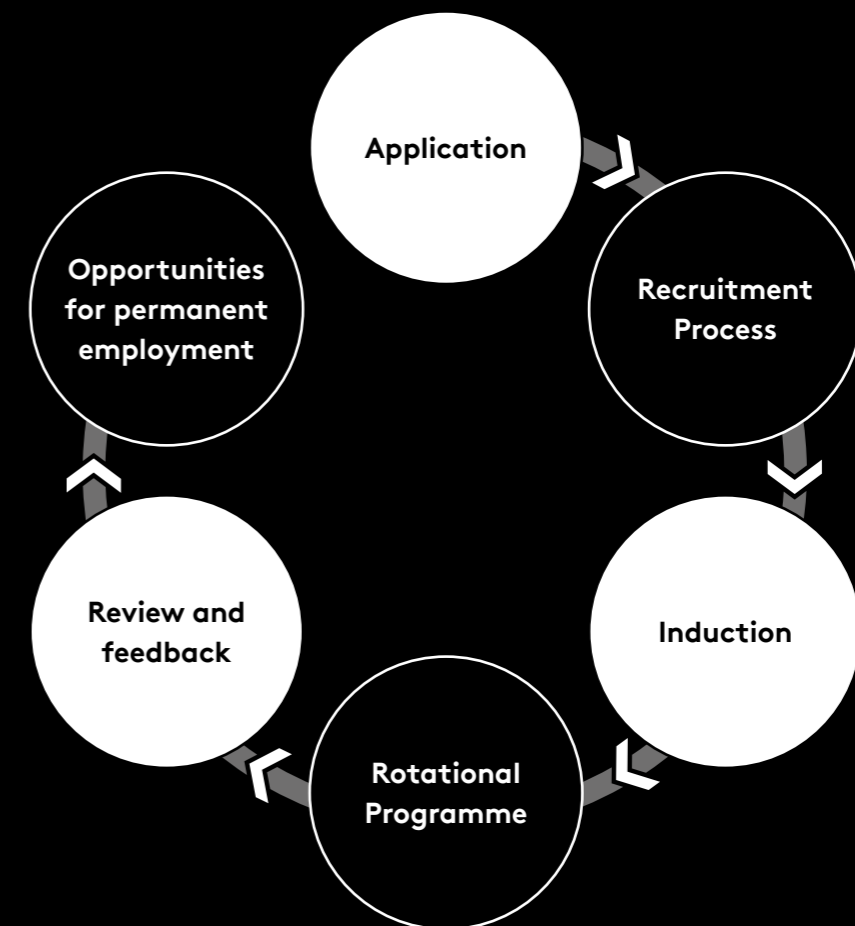 Application
Recruitment
Process
Induction
Rotational
Programme
Review and
feedback
Opportunities
for permanent
employment